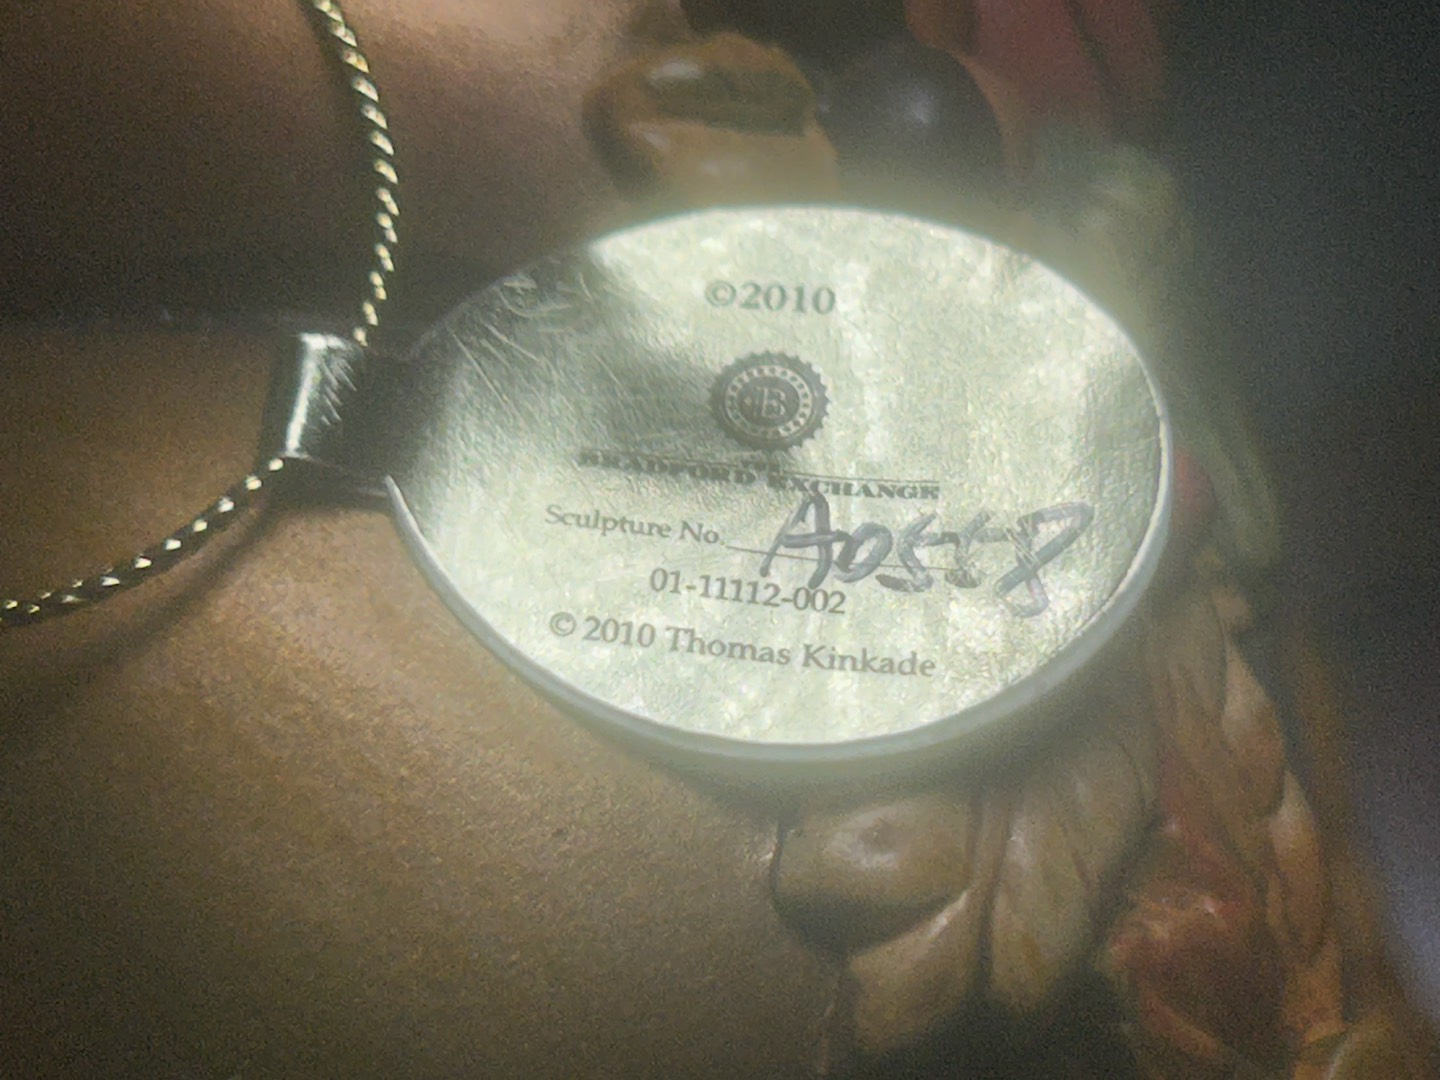 ©2010
B
BRADFORD EXCHANGE
Sculpture No. A0558
01-11112-002
© 2010 Thomas Kinkade